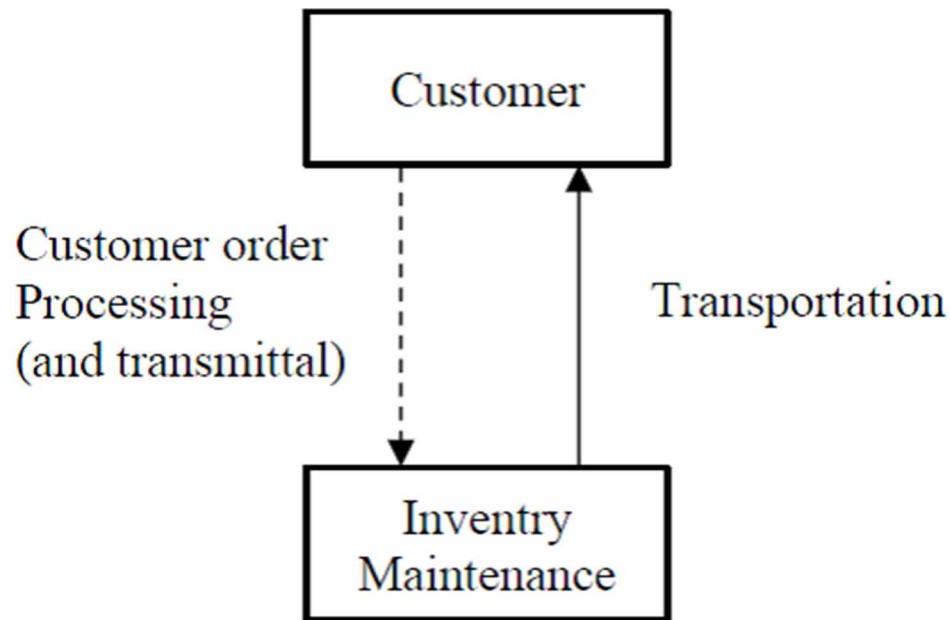 Customer
Customer order
Processing
(and transmittal)
Transportation
Inventry
Maintenance